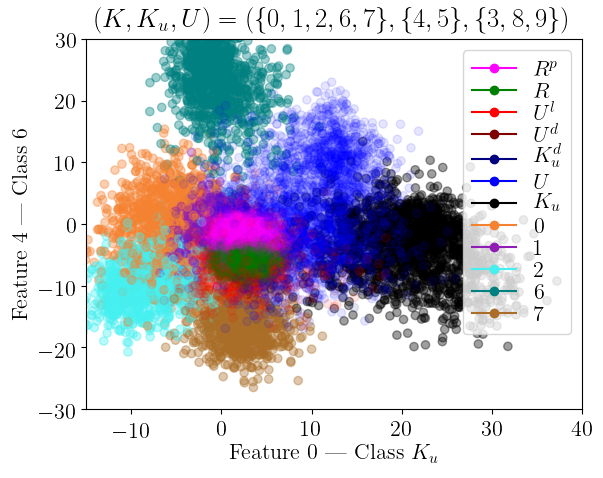 (K, K_u, U) = ({0, 1, 2, 6, 7}, {4, 5}, {3, 8, 9})
30
20
10
0
−10
−20
−30
Feature 4 — Class 6
R^p
R
U^l
U^d
K_u^d
U
K_u
0
1
2
6
7
−10
0
10
20
30
40
Feature 0 — Class K_u